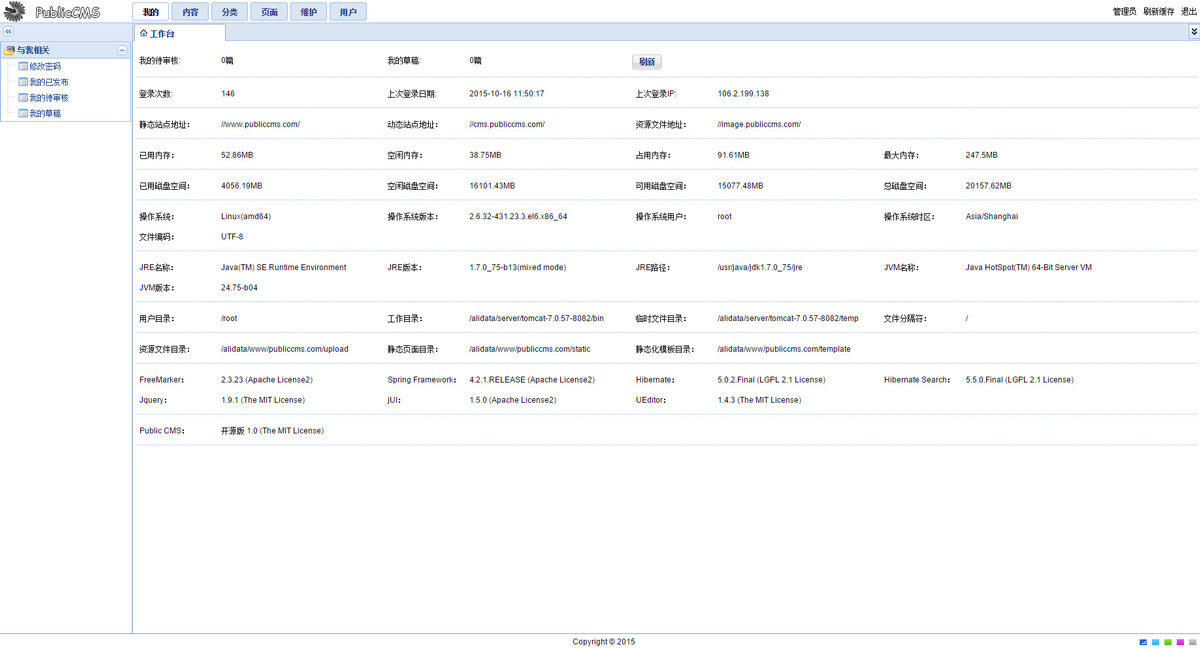 PublicCMS 我的 内容 分类 页面 维护 用户 管理员 刷新缓存 退出
工作台
与我相关
修改密码
我的已发布
我的待审核
我的草稿
我的待审核: 0篇 我的草稿: 0篇 刷新
登录次数: 146 上次登录日期: 2015-10-16 11:50:17 上次登录IP: 106.2.199.138
静态站点地址: //www.publiccms.com/ 动态站点地址: //cms.publiccms.com/ 资源文件地址: //image.publiccms.com/
已用内存: 52.86MB 空闲内存: 38.75MB 占用内存: 91.61MB 最大内存: 247.5MB
已用磁盘空间: 4056.19MB 空闲磁盘空间: 16101.43MB 可用磁盘空间: 15077.48MB 总磁盘空间: 20157.62MB
操作系统: Linux(amd64) 操作系统版本: 2.6.32-431.23.3.el6.x86_64 操作系统用户: root 操作系统时区: Asia/Shanghai
文件编码: UTF-8
JRE名称: Java(TM) SE Runtime Environment JRE版本: 1.7.0_75-b13(mixed mode) JRE路径: /usr/java/jdk1.7.0_75/jre JVM名称: Java HotSpot(TM) 64-Bit Server VM
JVM版本: 24.75-b04
用户目录: /root 工作目录: /alidata/server/tomcat-7.0.57-8082/bin 临时文件目录: /alidata/server/tomcat-7.0.57-8082/temp 文件分隔符: /
资源文件目录: /alidata/www/publiccms.com/upload 静态页面目录: /alidata/www/publiccms.com/static 静态化模板目录: /alidata/www/publiccms.com/template
FreeMarker: 2.3.23 (Apache License2) Spring Framework: 4.2.1.RELEASE (Apache License2) Hibernate: 5.0.2.Final (LGPL 2.1 License) Hibernate Search: 5.5.0.Final (LGPL 2.1 License)
Jquery: 1.9.1 (The MIT License) jUI: 1.5.0 (Apache License2) UEditor: 1.4.3 (The MIT License)
Public CMS: 开源版 1.0 (The MIT License)
Copyright © 2015